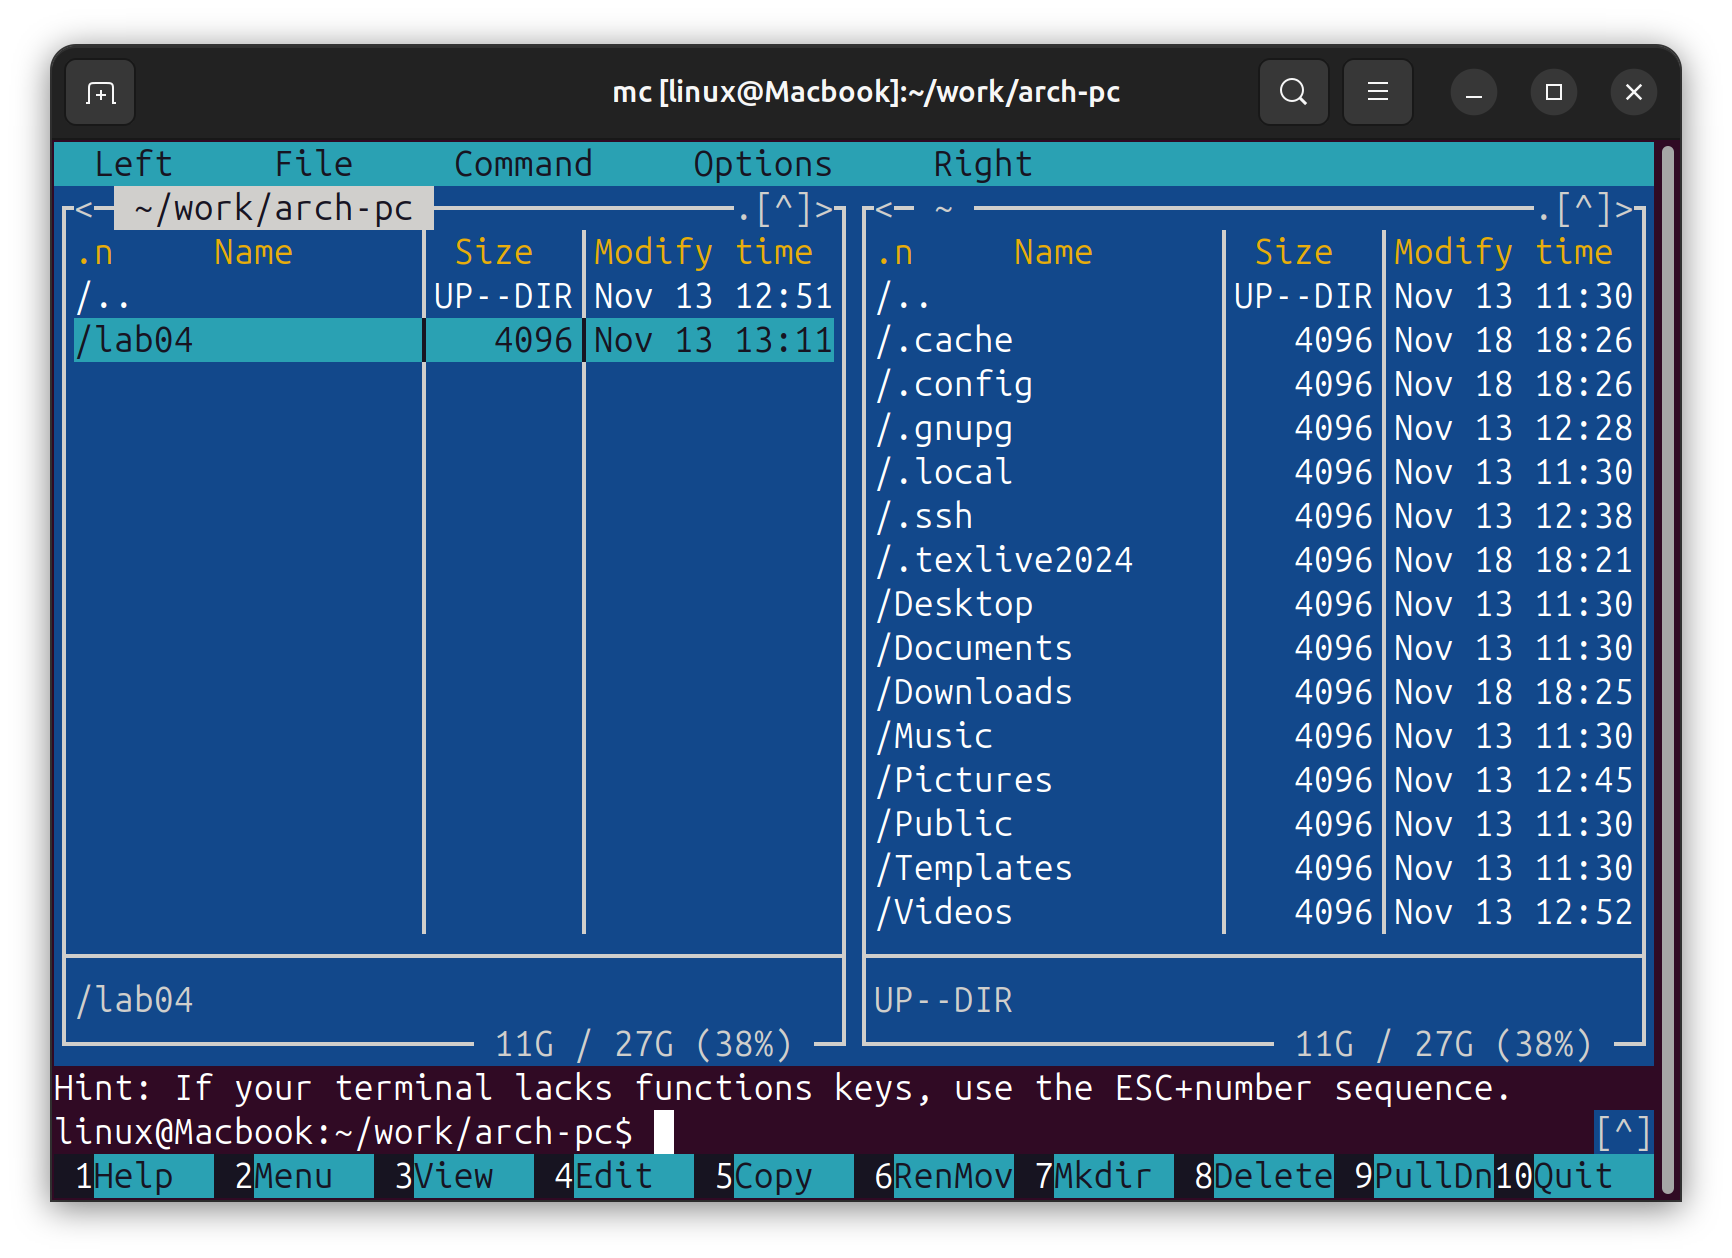 mc [linux@Macbook]:~/work/arch-pc
Left File Command Options Right
<─ ~/work/arch-pc ─.[^]>
.n Name Size Modify time
/.. UP--DIR Nov 13 12:51
/lab04 4096 Nov 13 13:11
/lab04
11G / 27G (38%)
<─ ~ ─.[^]>
.n Name Size Modify time
/.. UP--DIR Nov 13 11:30
/.cache 4096 Nov 18 18:26
/.config 4096 Nov 18 18:26
/.gnupg 4096 Nov 13 12:28
/.local 4096 Nov 13 11:30
/.ssh 4096 Nov 13 12:38
/.texlive2024 4096 Nov 18 18:21
/Desktop 4096 Nov 13 11:30
/Documents 4096 Nov 13 11:30
/Downloads 4096 Nov 18 18:25
/Music 4096 Nov 13 11:30
/Pictures 4096 Nov 13 12:45
/Public 4096 Nov 13 11:30
/Templates 4096 Nov 13 11:30
/Videos 4096 Nov 13 12:52
UP--DIR
11G / 27G (38%)
Hint: If your terminal lacks functions keys, use the ESC+number sequence.
linux@Macbook:~/work/arch-pc$ [^]
1Help 2Menu 3View 4Edit 5Copy 6RenMov 7Mkdir 8Delete 9PullDn 10Quit